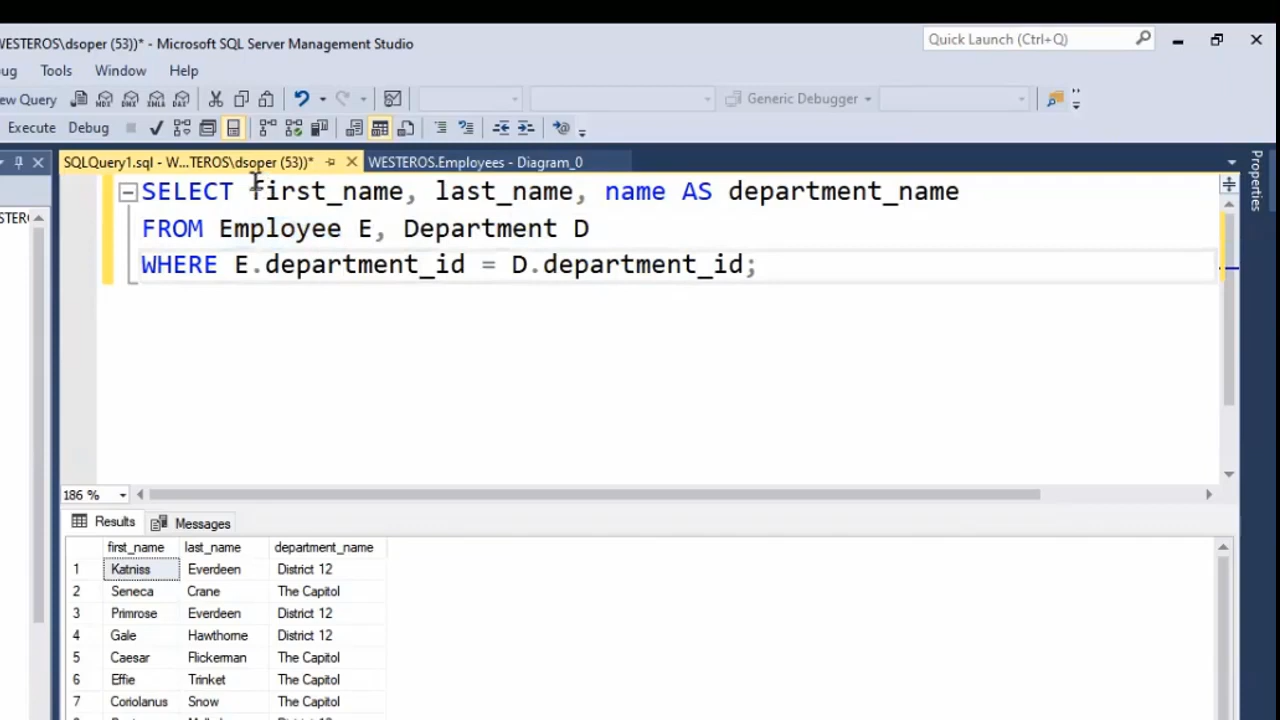 WESTEROS\dsoper (53))* - Microsoft SQL Server Management Studio
Quick Launch (Ctrl+Q)
Tools Window Help
Query
Generic Debugger
Execute Debug
SQLQuery1.sql - W...TEROS\dsoper (53))*
WESTEROS.Employees - Diagram_0
Properties
SELECT first_name, last_name, name AS department_name
FROM Employee E, Department D
WHERE E.department_id = D.department_id;
186 %
Results Messages
first_name last_name department_name
1 Katniss Everdeen District 12
2 Seneca Crane The Capitol
3 Primrose Everdeen District 12
4 Gale Hawthorne District 12
5 Caesar Flickerman The Capitol
6 Effie Trinket The Capitol
7 Coriolanus Snow The Capitol